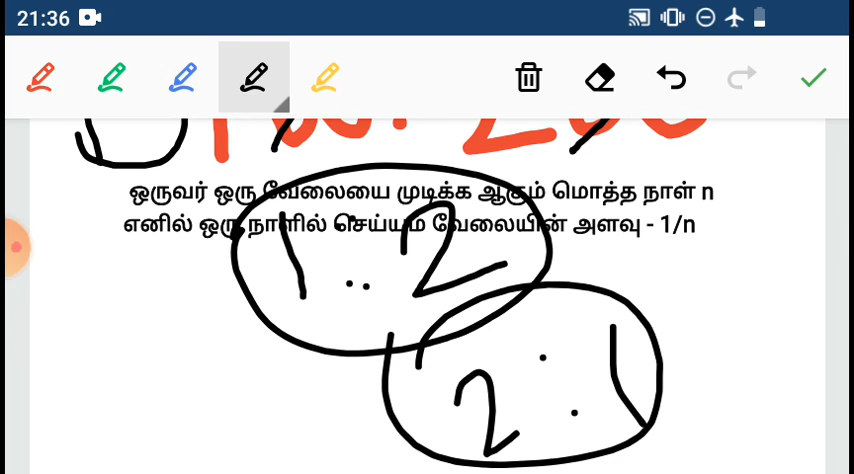 21:36
ஒருவர் ஒரு வேலையை முடிக்க ஆகும் மொத்த நாள் n
எனில் ஒரு நாளில் செய்யும் வேலையின் அளவு - 1/n
1 : 2
2 : 1